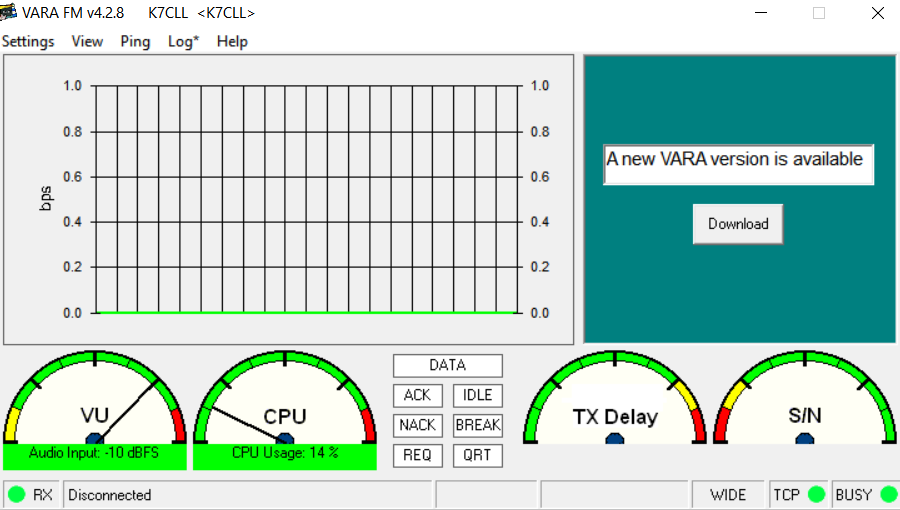 VARA FM v4.2.8 K7CLL <K7CLL>
Settings View Ping Log* Help
1.0 1.0
0.8 0.8
0.6 0.6
bps
0.4 0.4
0.2 0.2
0.0 0.0
A new VARA version is available
Download
VU
Audio Input: -10 dBFS
CPU
CPU Usage: 14 %
DATA
ACK IDLE
NACK BREAK
REQ QRT
TX Delay
S/N
RX Disconnected WIDE TCP BUSY